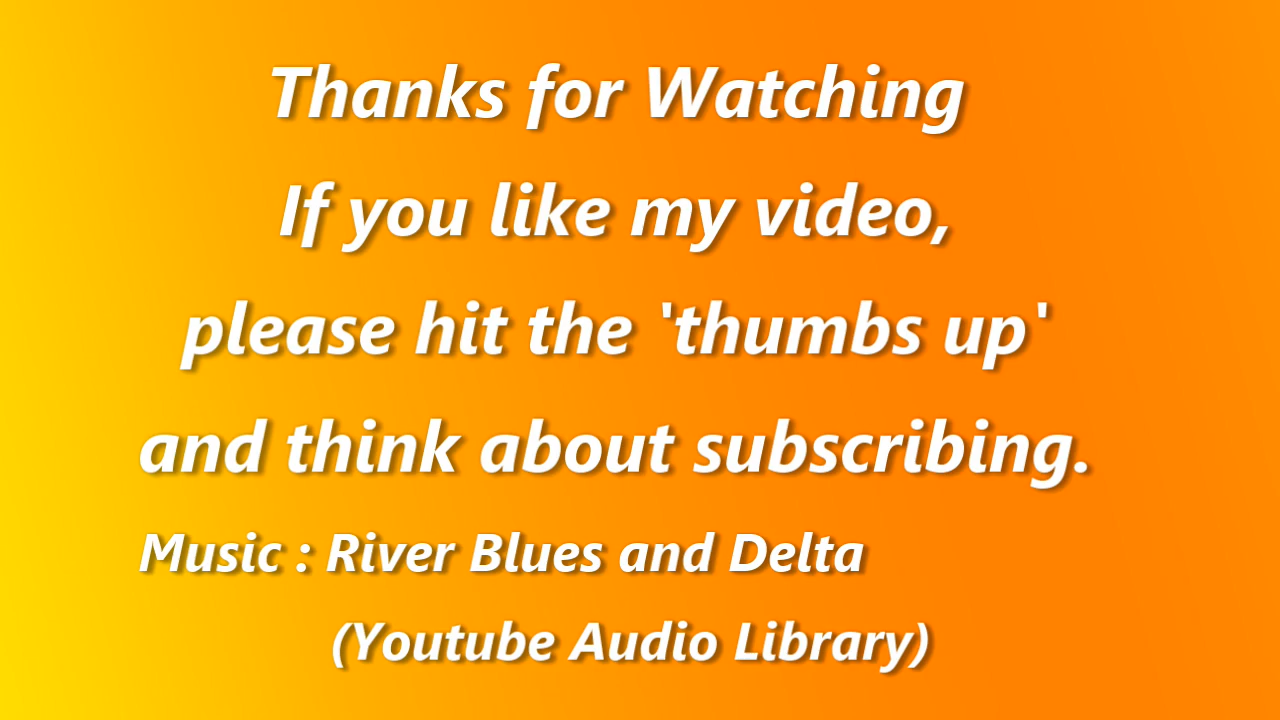 Thanks for Watching
If you like my video,
please hit the 'thumbs up'
and think about subscribing.
Music : River Blues and Delta
(Youtube Audio Library)